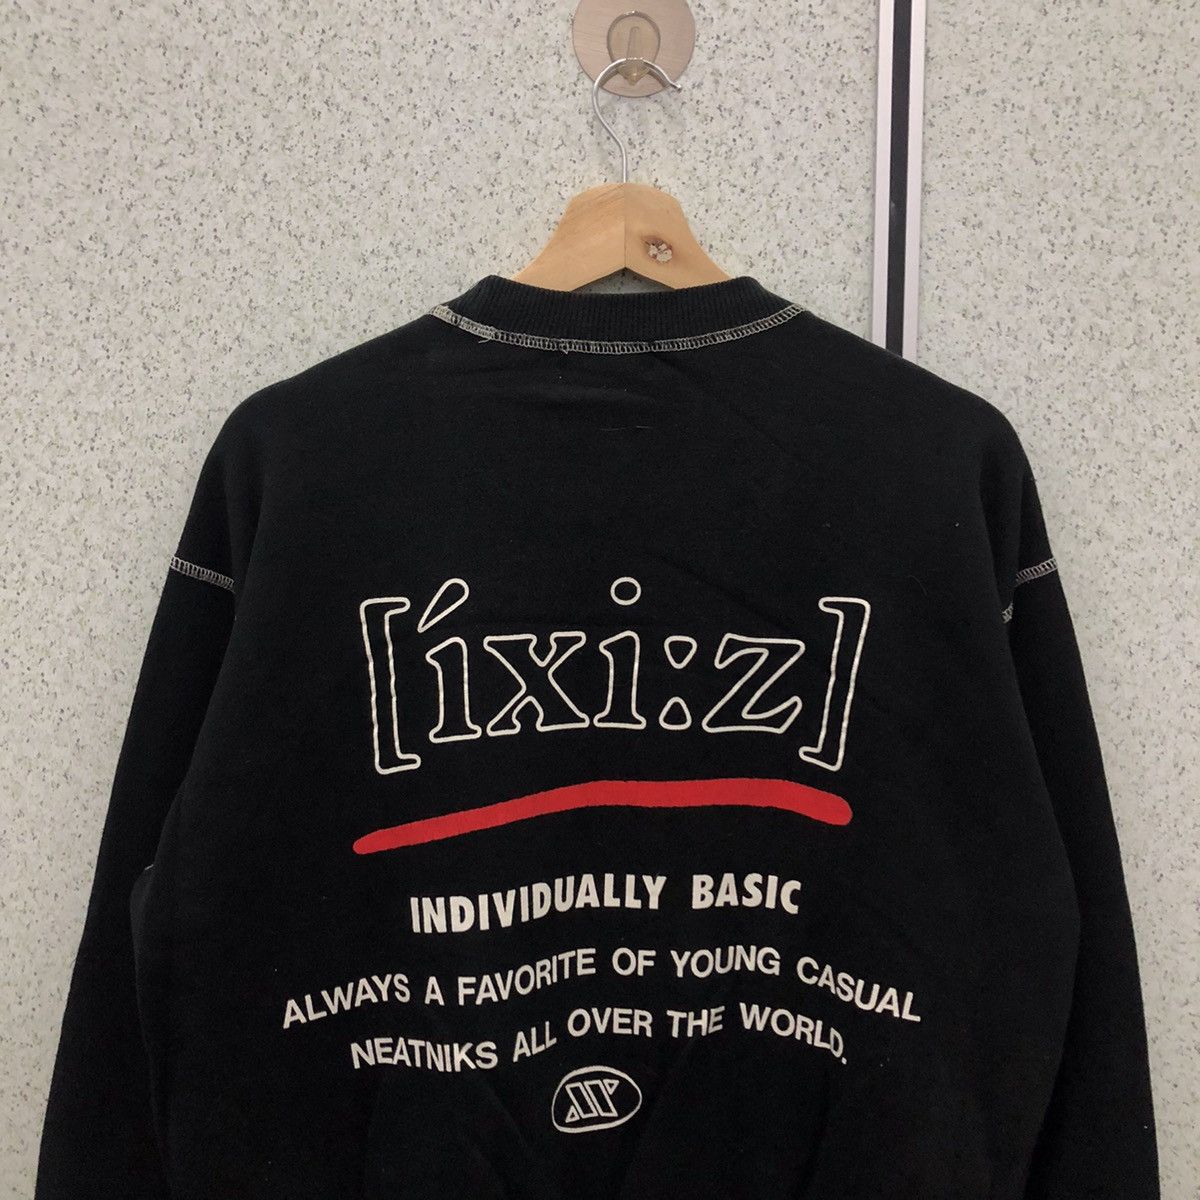 [íxi:z]
INDIVIDUALLY BASIC
ALWAYS A FAVORITE OF YOUNG CASUAL
NEATNIKS ALL OVER THE WORLD.